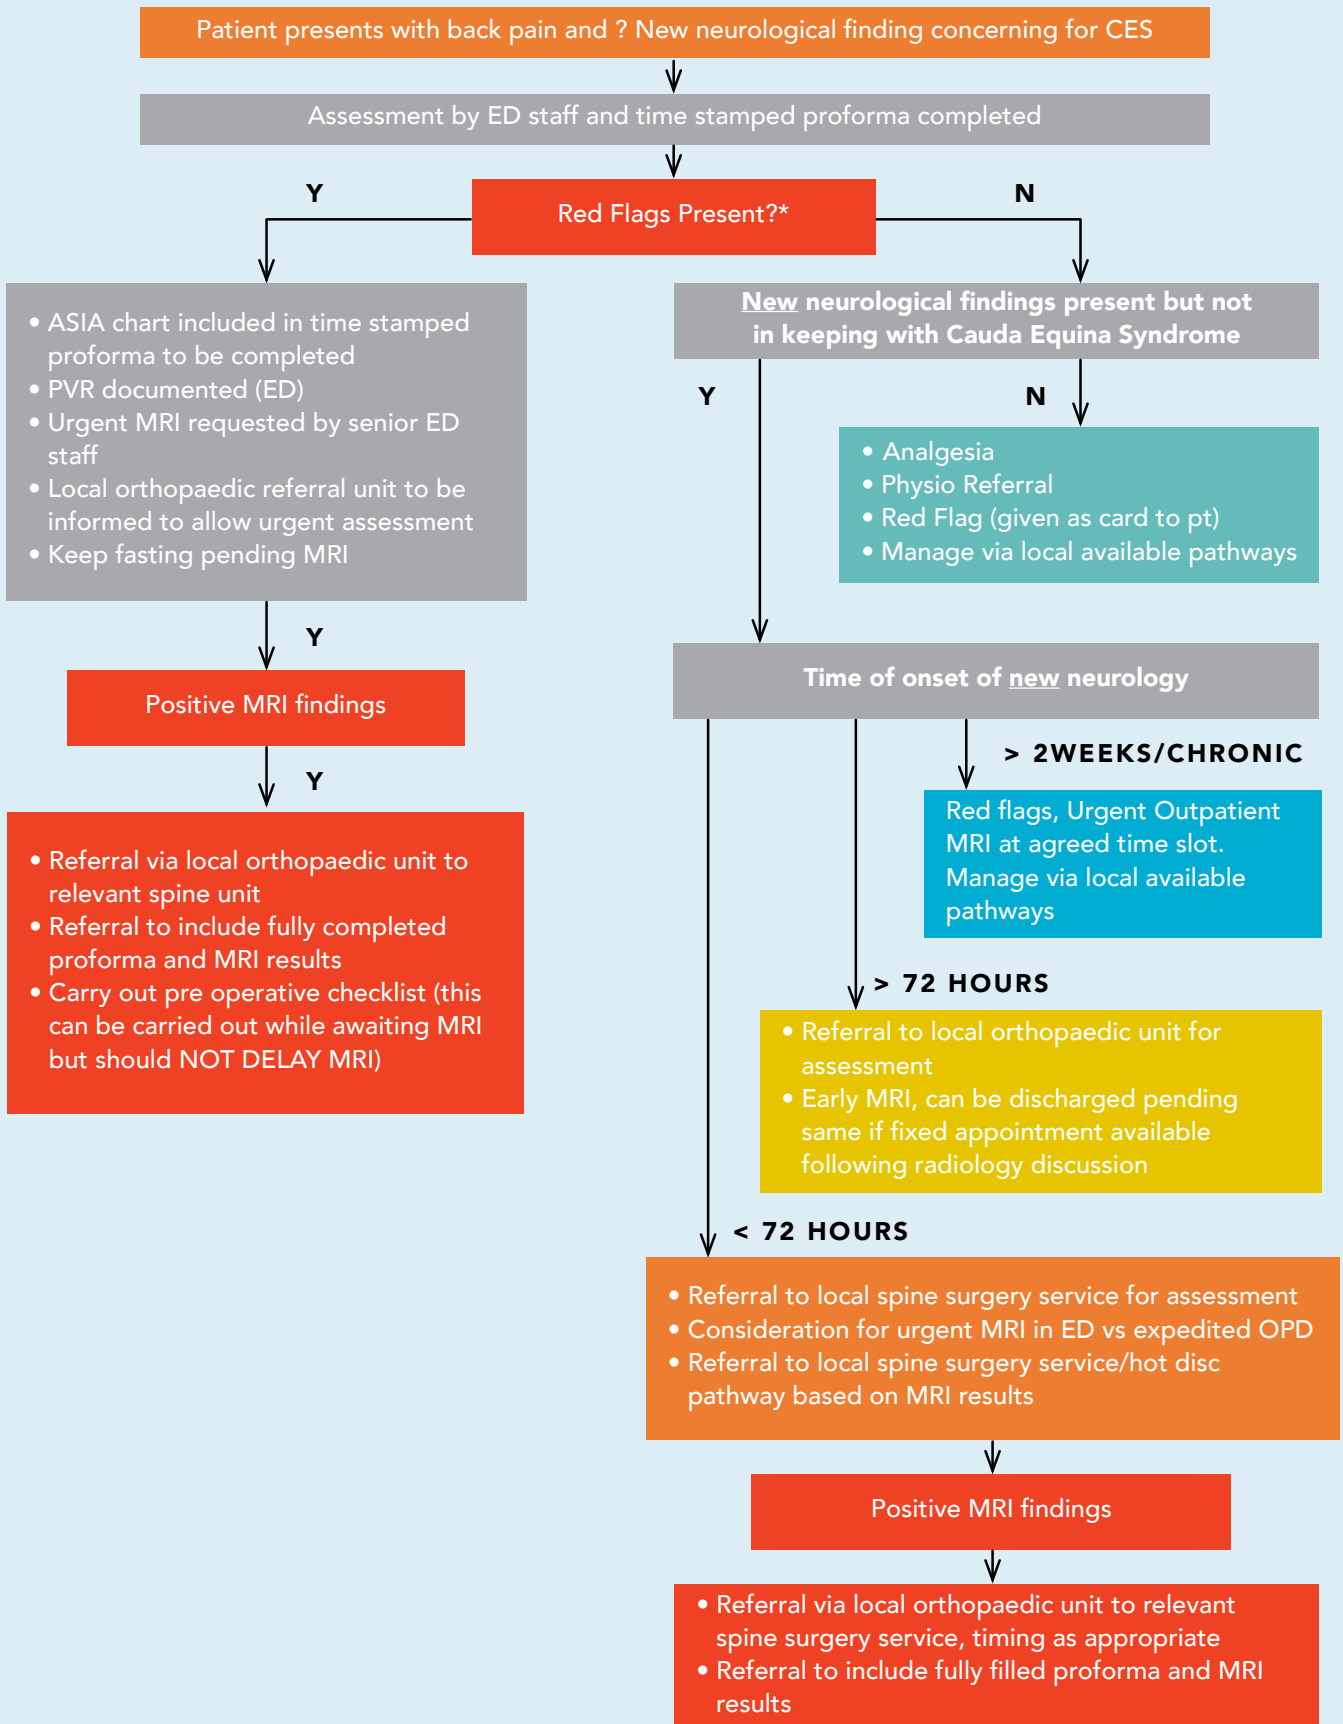 Patient presents with back pain and ? New neurological finding concerning for CES
Assessment by ED staff and time stamped proforma completed
Red Flags Present?*
Y
N
• ASIA chart included in time stamped
proforma to be completed
• PVR documented (ED)
• Urgent MRI requested by senior ED
staff
• Local orthopaedic referral unit to be
informed to allow urgent assessment
• Keep fasting pending MRI
Y
Positive MRI findings
Y
• Referral via local orthopaedic unit to
relevant spine unit
• Referral to include fully completed
proforma and MRI results
• Carry out pre operative checklist (this
can be carried out while awaiting MRI
but should NOT DELAY MRI)
New neurological findings present but not
in keeping with Cauda Equina Syndrome
Y
N
• Analgesia
• Physio Referral
• Red Flag (given as card to pt)
• Manage via local available pathways
Time of onset of new neurology
> 2WEEKS/CHRONIC
Red flags, Urgent Outpatient
MRI at agreed time slot.
Manage via local available
pathways
> 72 HOURS
• Referral to local orthopaedic unit for
assessment
• Early MRI, can be discharged pending
same if fixed appointment available
following radiology discussion
< 72 HOURS
• Referral to local spine surgery service for assessment
• Consideration for urgent MRI in ED vs expedited OPD
• Referral to local spine surgery service/hot disc
pathway based on MRI results
Positive MRI findings
• Referral via local orthopaedic unit to relevant
spine surgery service, timing as appropriate
• Referral to include fully filled proforma and MRI
results